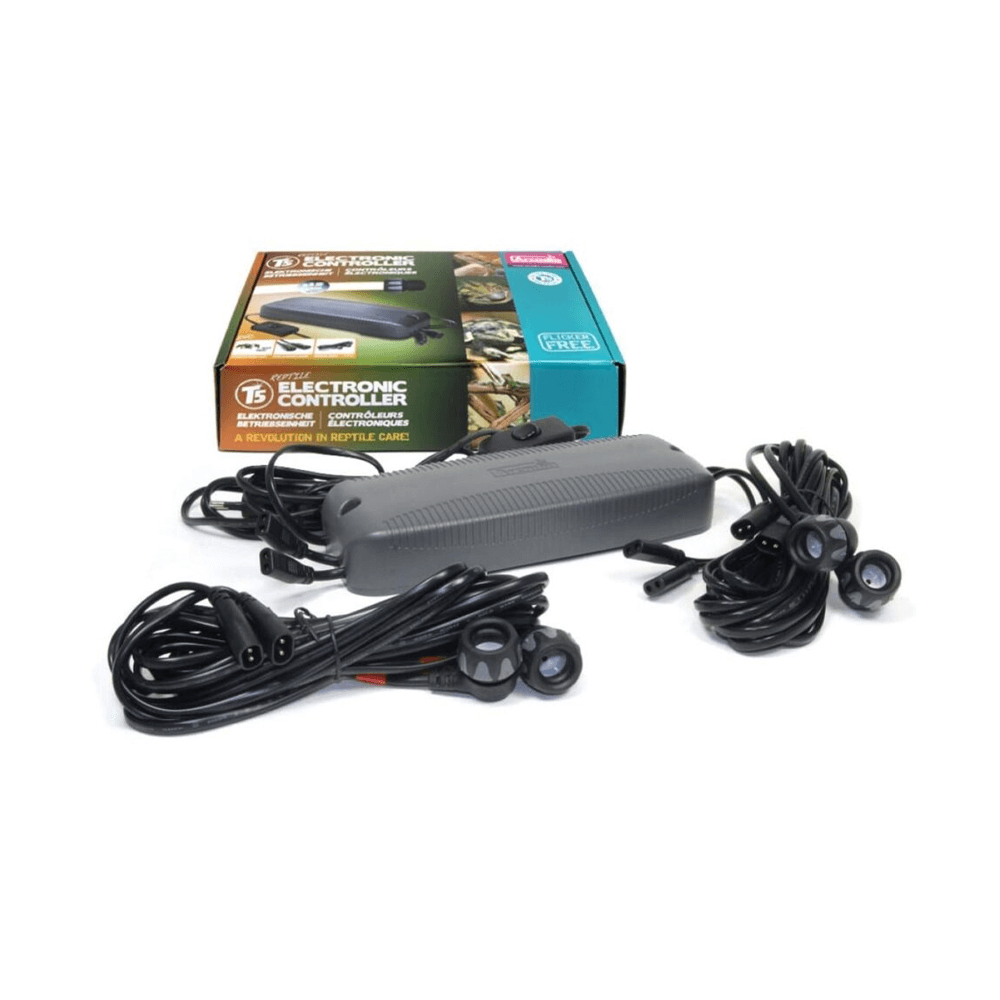 REPTILE
T5 ELECTRONIC
CONTROLLER
ELEKTRONISCHE
BETRIEBSEINHEIT
CONTRÔLEURS
ÉLECTRONIQUES
Arcadia
FLICKER
FREE
REPTILE
T5 ELECTRONIC
CONTROLLER
ELEKTRONISCHE
BETRIEBSEINHEIT
CONTRÔLEURS
ÉLECTRONIQUES
A REVOLUTION IN REPTILE CARE!
Arcadia